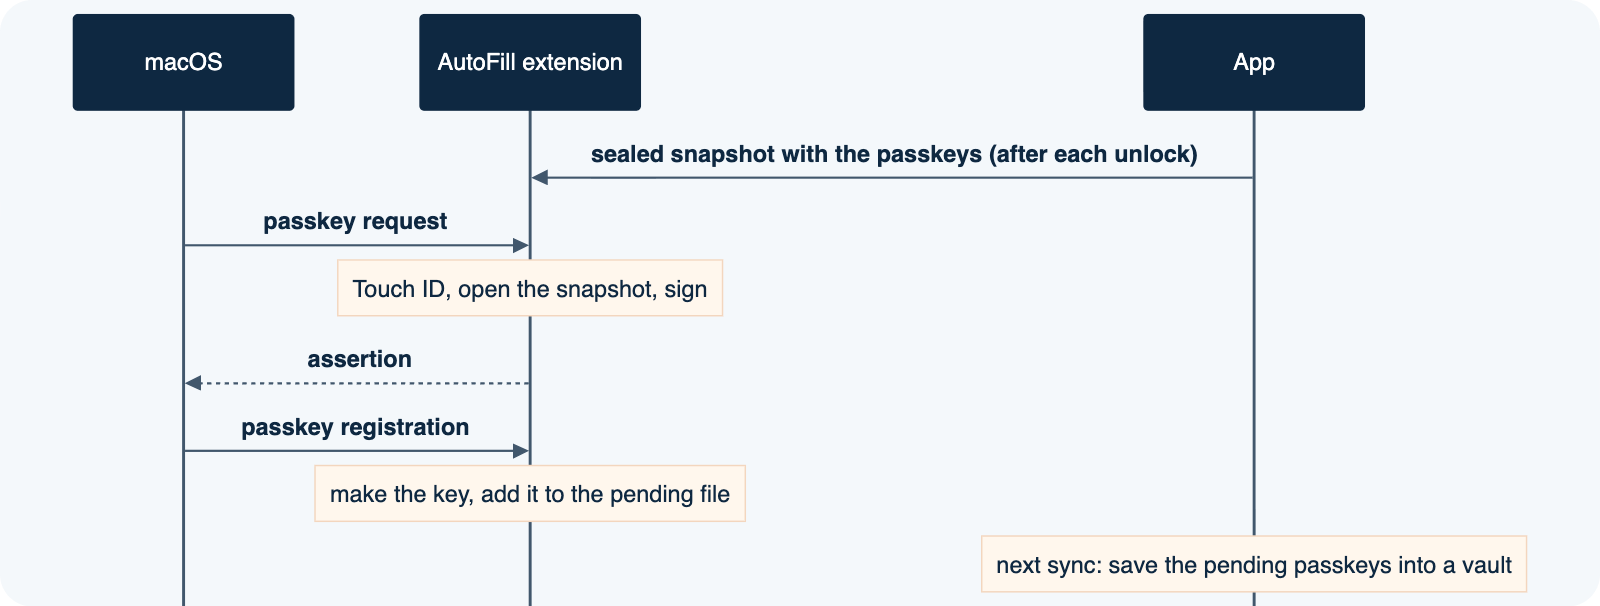 macOS
AutoFill extension
App
sealed snapshot with the passkeys (after each unlock)
passkey request
Touch ID, open the snapshot, sign
assertion
passkey registration
make the key, add it to the pending file
next sync: save the pending passkeys into a vault